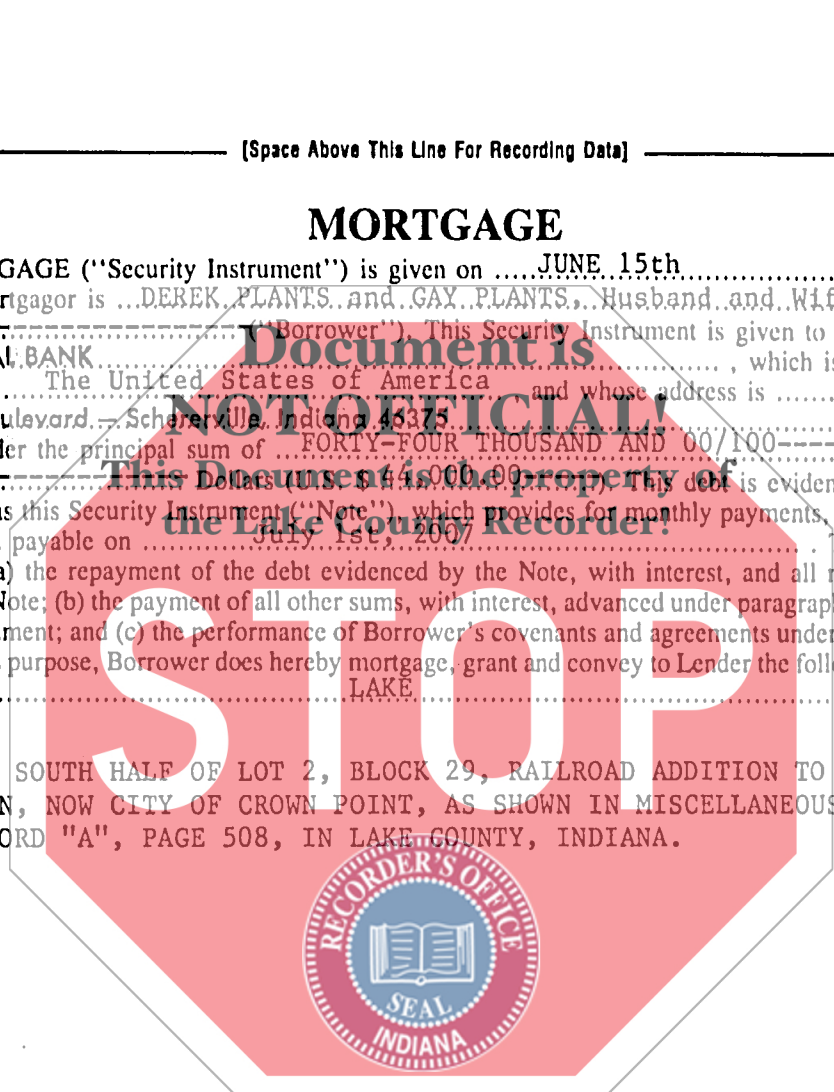 [Space Above This Line For Recording Data]
MORTGAGE
GAGE ("Security Instrument") is given on .....JUNE 15th
rtgagor is ...DEREK PLANTS and GAY PLANTS, Husband and Wif
("Borrower"). This Security Instrument is given to
BANK , which is
The United States of America and whose address is ........
ulevard.— Schererville, Indiana 46375
Document is
NOT OFFICIAL!
This Document is the property of
the Lake County Recorder!
er the principal sum of ...FORTY-FOUR THOUSAND AND 00/100----
Dollars (U.S. $ 44,000.00 ). This debt is eviden
s this Security Instrument ("Note"), which provides for monthly payments,
payable on July 1st, 2007
a) the repayment of the debt evidenced by the Note, with interest, and all
Note; (b) the payment of all other sums, with interest, advanced under paragrap
ment; and (c) the performance of Borrower's covenants and agreements under
purpose, Borrower does hereby mortgage, grant and convey to Lender the foll
LAKE
STOP
SOUTH HALF OF LOT 2, BLOCK 29, RAILROAD ADDITION TO
N, NOW CITY OF CROWN POINT, AS SHOWN IN MISCELLANEOUS
ORD "A", PAGE 508, IN LAKE COUNTY, INDIANA.
RECORDER'S OFFICE
SEAL
INDIANA